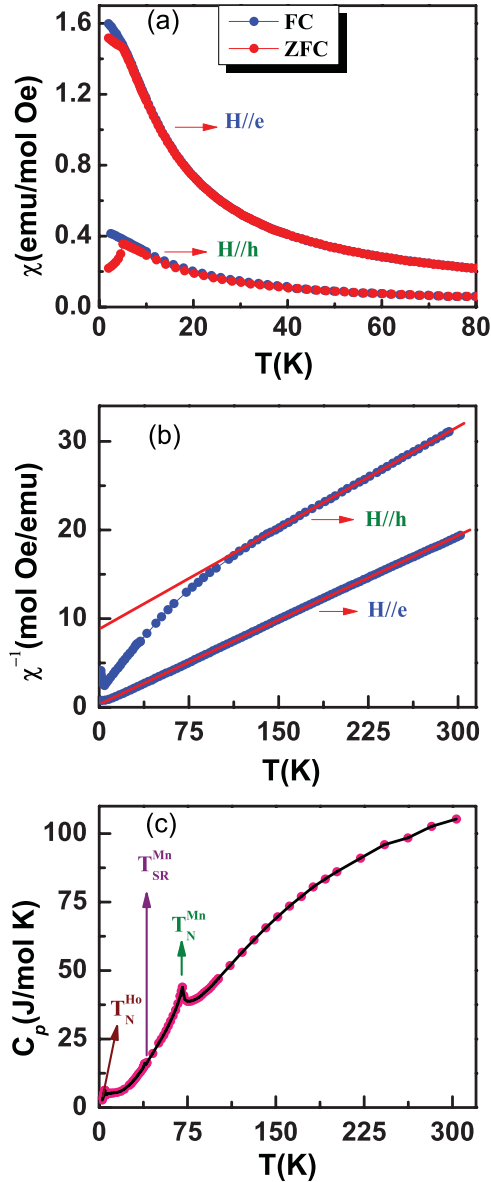 (a)
FC
ZFC
1.6
1.2
0.8
0.4
0.0
χ(emu/mol Oe)
H//e
H//h
0 20 40 60 80
T(K)
(b)
30
20
10
0
χ⁻¹(mol Oe/emu)
H//h
H//e
0 75 150 225 300
T(K)
(c)
100
75
50
25
0
C_p(J/mol K)
T_SR^Mn
T_N^Mn
T_N^Ho
0 75 150 225 300
T(K)